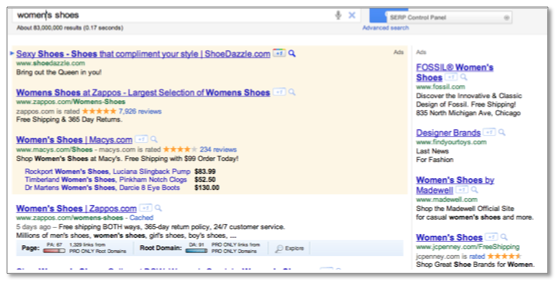 women's shoes
SERP Control Panel
About 83,000,000 results (0.17 seconds)
Advanced search
Sexy Shoes - Shoes that compliment your style | ShoeDazzle.com
Ads
www.shoedazzle.com
Bring out the Queen in you!
Womens Shoes at Zappos - Largest Selection of Womens Shoes
www.zappos.com/Womens-Shoes
zappos.com is rated ★★★★★ 7,926 reviews
Free Shipping & 365 Day Returns.
Women's Shoes | Macys.com
www.macys.com/Shoes - macys.com is rated ★★★★★ 234 reviews
Shop Women's Shoes at Macy's. Free Shipping with $99 Order Today!
Rockport Women's Shoes, Luciana Slingback Pump $83.99
Timberland Women's Shoes, Pinkham Notch Clogs $52.50
Dr Martens Women's Shoes, Darcie 8 Eye Boots $130.00
Women's Shoes | Zappos.com
www.zappos.com/womens-shoes - Cached
5 days ago – Free shipping BOTH ways, 365-day return policy, 24/7 customer service.
Millions of men's shoes, women's shoes, girl's shoes, boy's shoes, ...
Page: PA: 67 1,329 links from Root Domain: DA: 91 PRO ONLY links from Explore
PRO ONLY Root Domains PRO ONLY Root Domains
Ads
FOSSIL® Women's
Shoes
www.fossil.com
Discover the Innovative & Classic
Design of Fossil. Free Shipping!
835 North Michigan Ave, Chicago
Designer Brands
www.findyourtoys.com
Last News
For Fashion
Women's Shoes by
Madewell
www.madewell.com
Shop the Madewell Official Site
for casual women's shoes and more.
Women's Shoes
www.jcpenney.com/FreeShipping
jcpenney.com is rated ★★★★★
Shop Great Shoe Brands for Women.